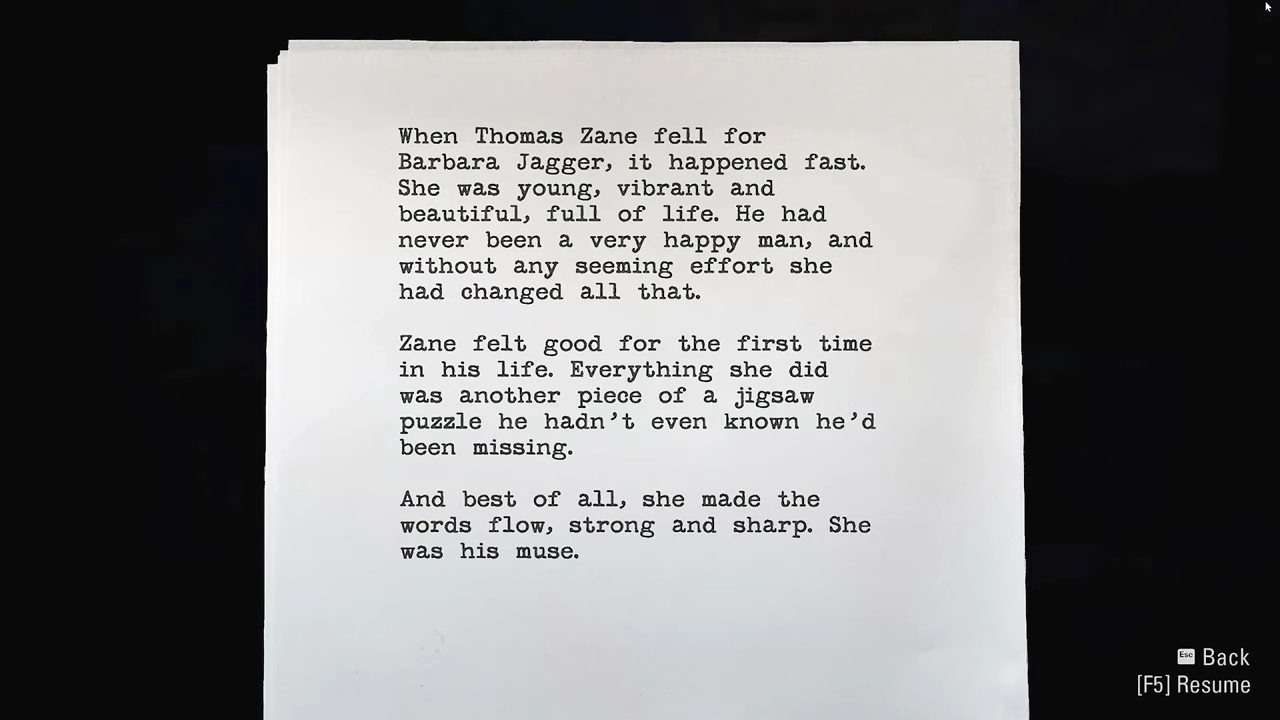 When Thomas Zane fell for
Barbara Jagger, it happened fast.
She was young, vibrant and
beautiful, full of life. He had
never been a very happy man, and
without any seeming effort she
had changed all that.
Zane felt good for the first time
in his life. Everything she did
was another piece of a jigsaw
puzzle he hadn't even known he'd
been missing.
And best of all, she made the
words flow, strong and sharp. She
was his muse.
Esc Back
[F5] Resume